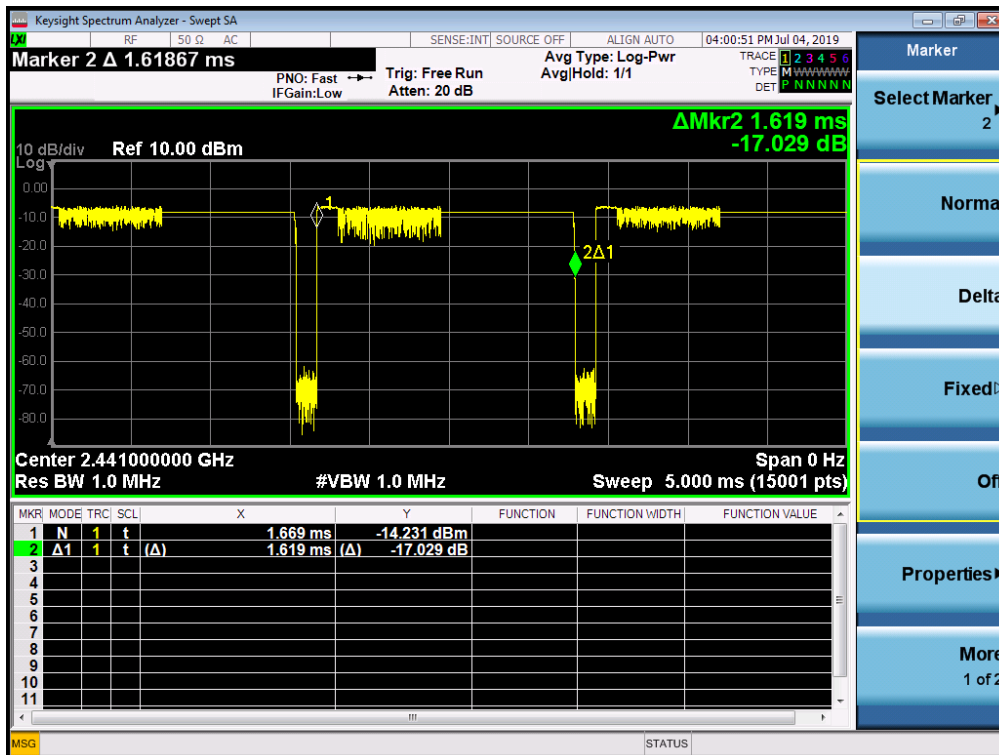 Keysight Spectrum Analyzer - Swept SA
LXI RF 50 Ω AC SENSE:INT SOURCE OFF ALIGN AUTO 04:00:51 PM Jul 04, 2019
Marker 2 Δ 1.61867 ms
PNO: Fast
IFGain:Low
Trig: Free Run
Atten: 20 dB
Avg Type: Log-Pwr
Avg|Hold: 1/1
TRACE 1 2 3 4 5 6
TYPE M WWWWW
DET P N N N N N
ΔMkr2 1.619 ms
-17.029 dB
10 dB/div Ref 10.00 dBm
Log
0.00
-10.0
-20.0
-30.0
-40.0
-50.0
-60.0
-70.0
-80.0
1
2Δ1
Center 2.441000000 GHz Span 0 Hz
Res BW 1.0 MHz #VBW 1.0 MHz Sweep 5.000 ms (15001 pts)
MKR MODE TRC SCL X Y FUNCTION FUNCTION WIDTH FUNCTION VALUE
1 N 1 t 1.669 ms -14.231 dBm
2 Δ1 1 t (Δ) 1.619 ms (Δ) -17.029 dB
3
4
5
6
7
8
9
10
11
MSG STATUS
Marker
Select Marker
2
Norma
Delta
Fixed
Off
Properties
More
1 of 2